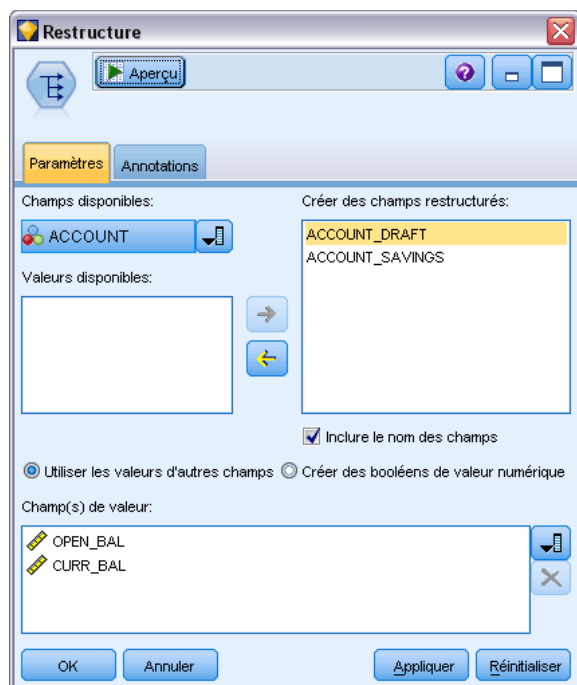 Restructure
Aperçu
?
Paramètres
Annotations
Champs disponibles:
Créer des champs restructurés:
ACCOUNT
ACCOUNT_DRAFT
ACCOUNT_SAVINGS
Valeurs disponibles:
Inclure le nom des champs
Utiliser les valeurs d'autres champs
Créer des booléens de valeur numérique
Champ(s) de valeur:
OPEN_BAL
CURR_BAL
OK
Annuler
Appliquer
Réinitialiser